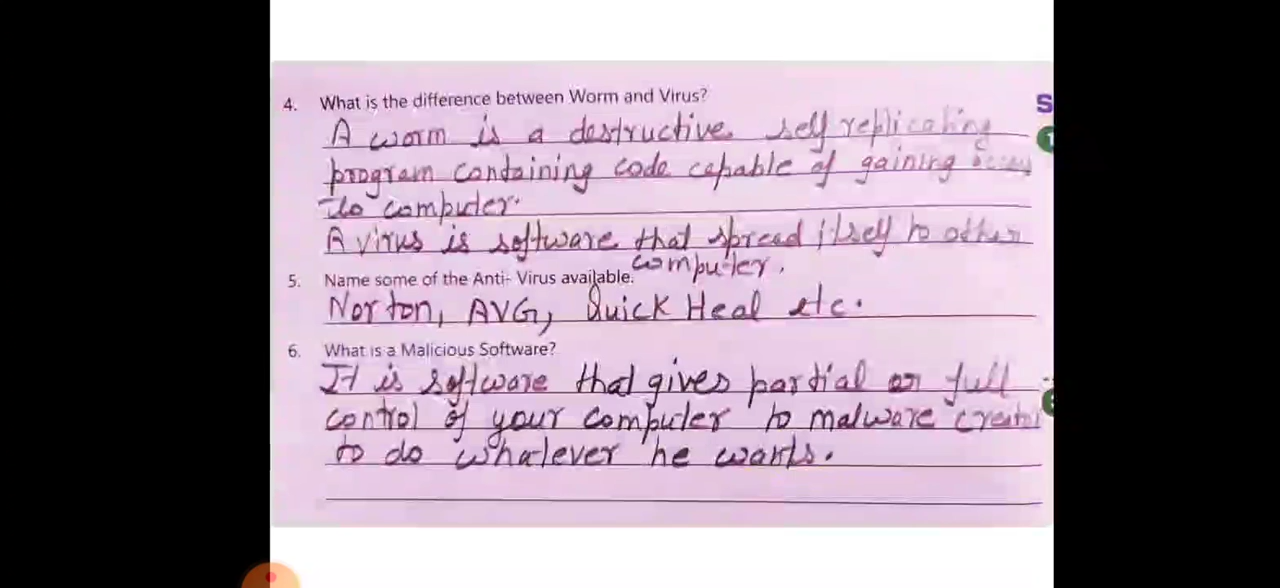 4. What is the difference between Worm and Virus?
A worm is a destructive self replicating
program containing code capable of gaining access
to computer.
A virus is software that spread itself to other
computer.
5. Name some of the Anti- Virus available.
Norton, AVG, Quick Heal etc.
6. What is a Malicious Software?
It is software that gives partial or full
control of your computer to malware creator
to do whatever he wants.
S
1